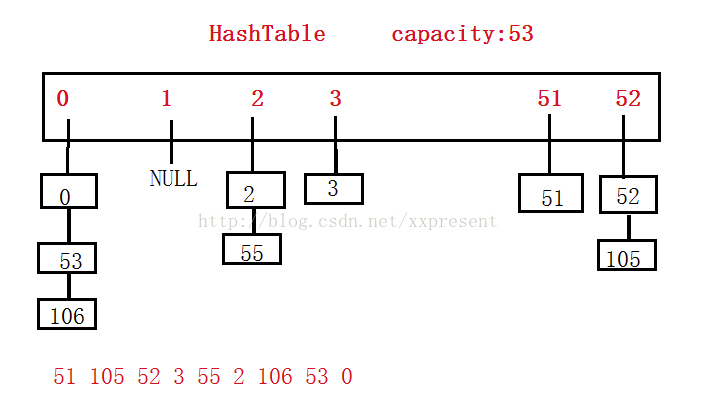 HashTable capacity:53
0 1 2 3 51 52
NULL
0 2 3 51 52
http://blog.csdn.net/xxpresent
53 55 105
106
51 105 52 3 55 2 106 53 0